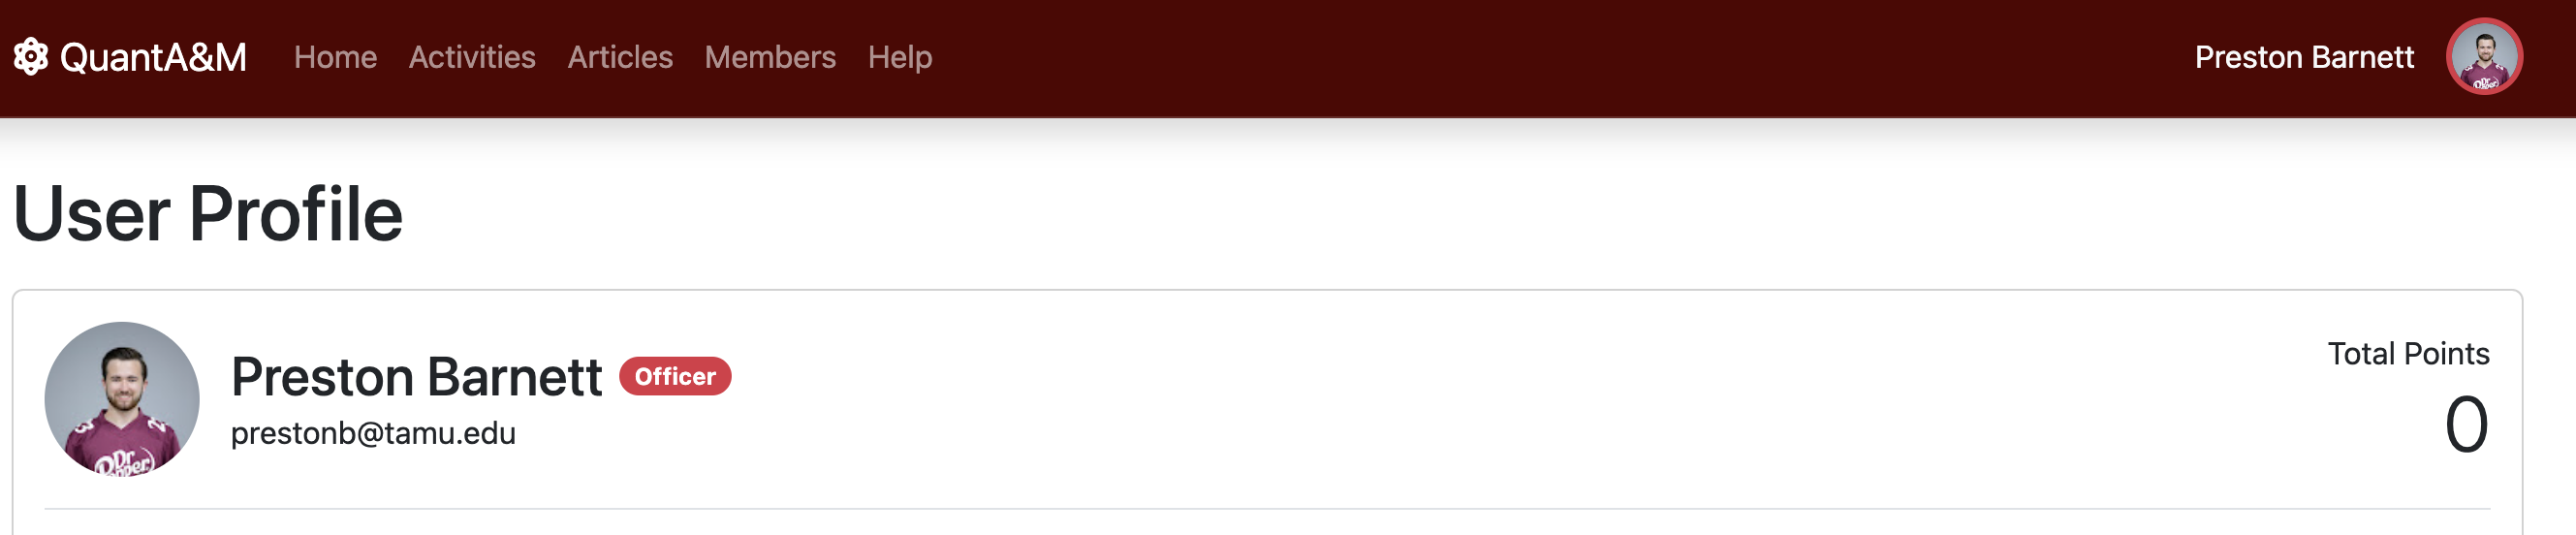 QuantA&M Home Activities Articles Members Help Preston Barnett
User Profile
Preston Barnett Officer
prestonb@tamu.edu
Total Points
0
Dr